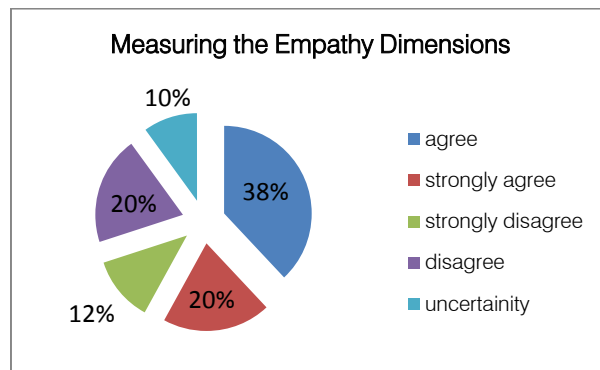 Measuring the Empathy Dimensions
10%
38%
20%
20%
12%
agree
strongly agree
strongly disagree
disagree
uncertainity